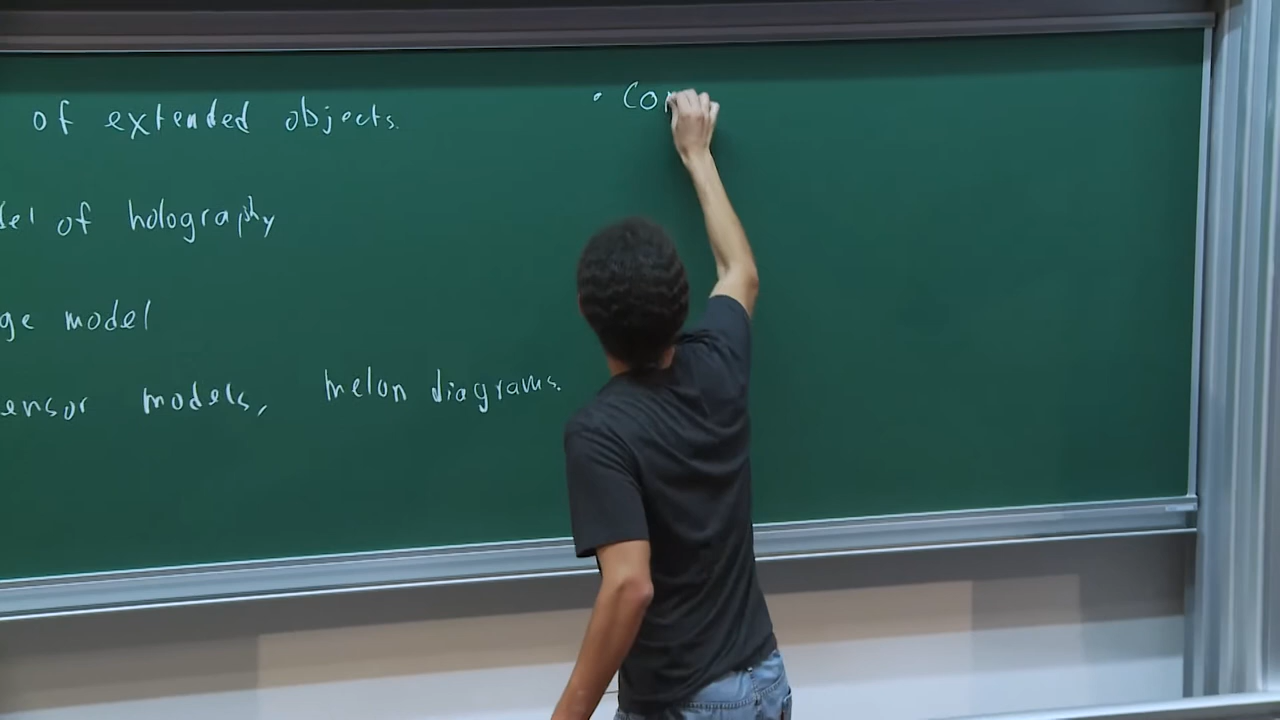 of extended objects.
del of holography
ge model
ensor models, melon diagrams.
• Co